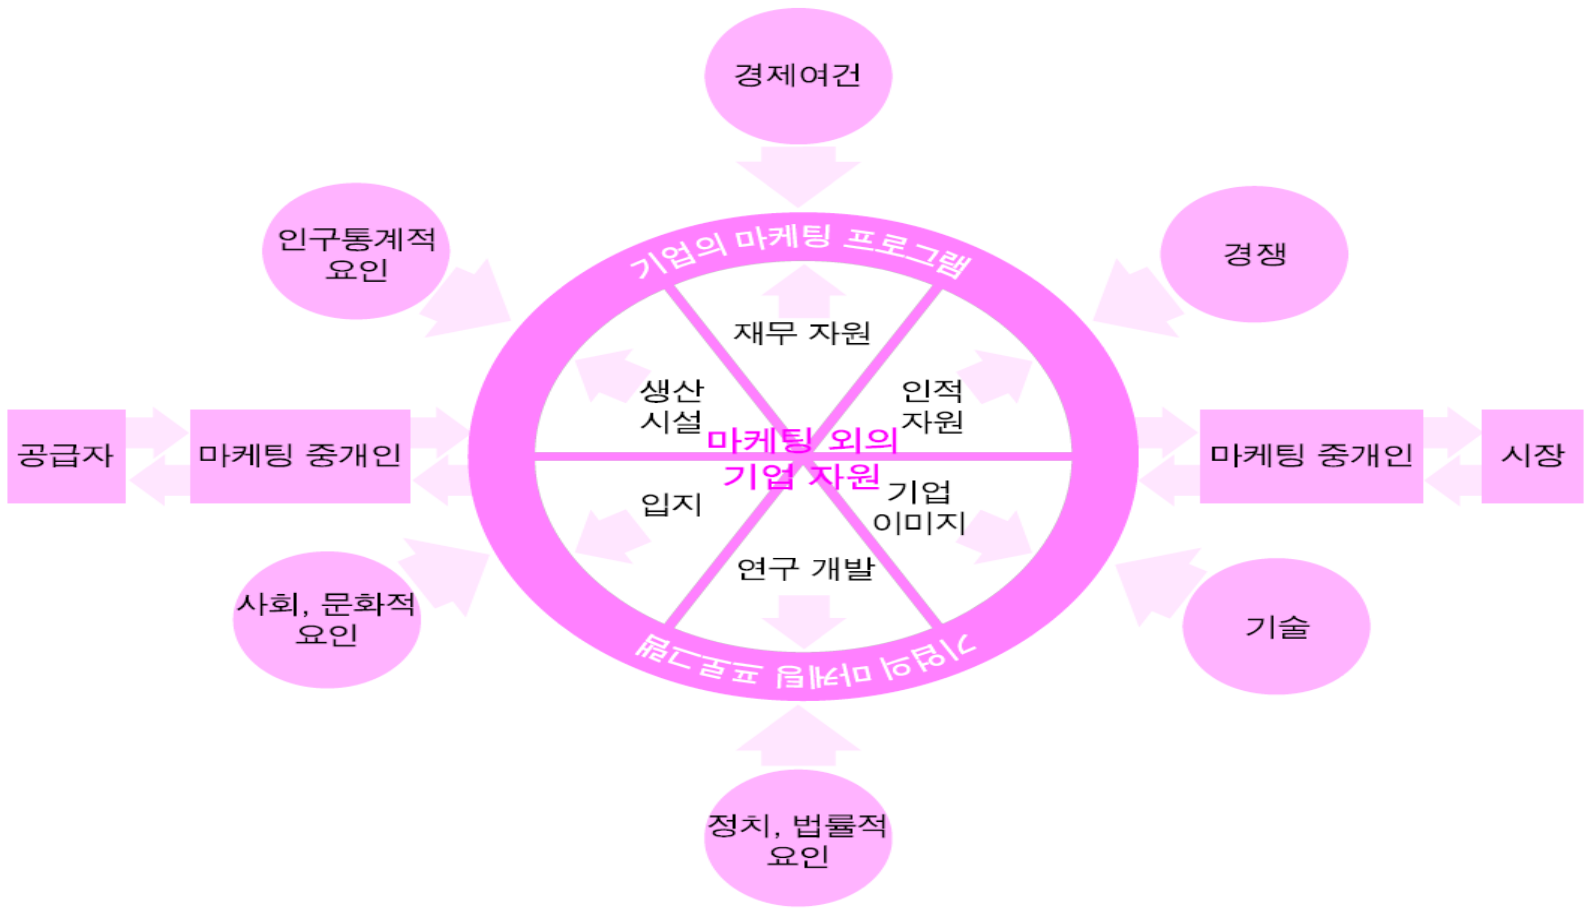 경제여건
인구통계적
요인
경쟁
기업의 마케팅 프로그램
재무 자원
생산
시설
인적
자원
공급자
마케팅 중개인
마케팅 외의
기업 자원
마케팅 중개인
시장
입지
기업
이미지
연구 개발
사회, 문화적
요인
기술
기업의 마케팅 프로그램
정치, 법률적
요인